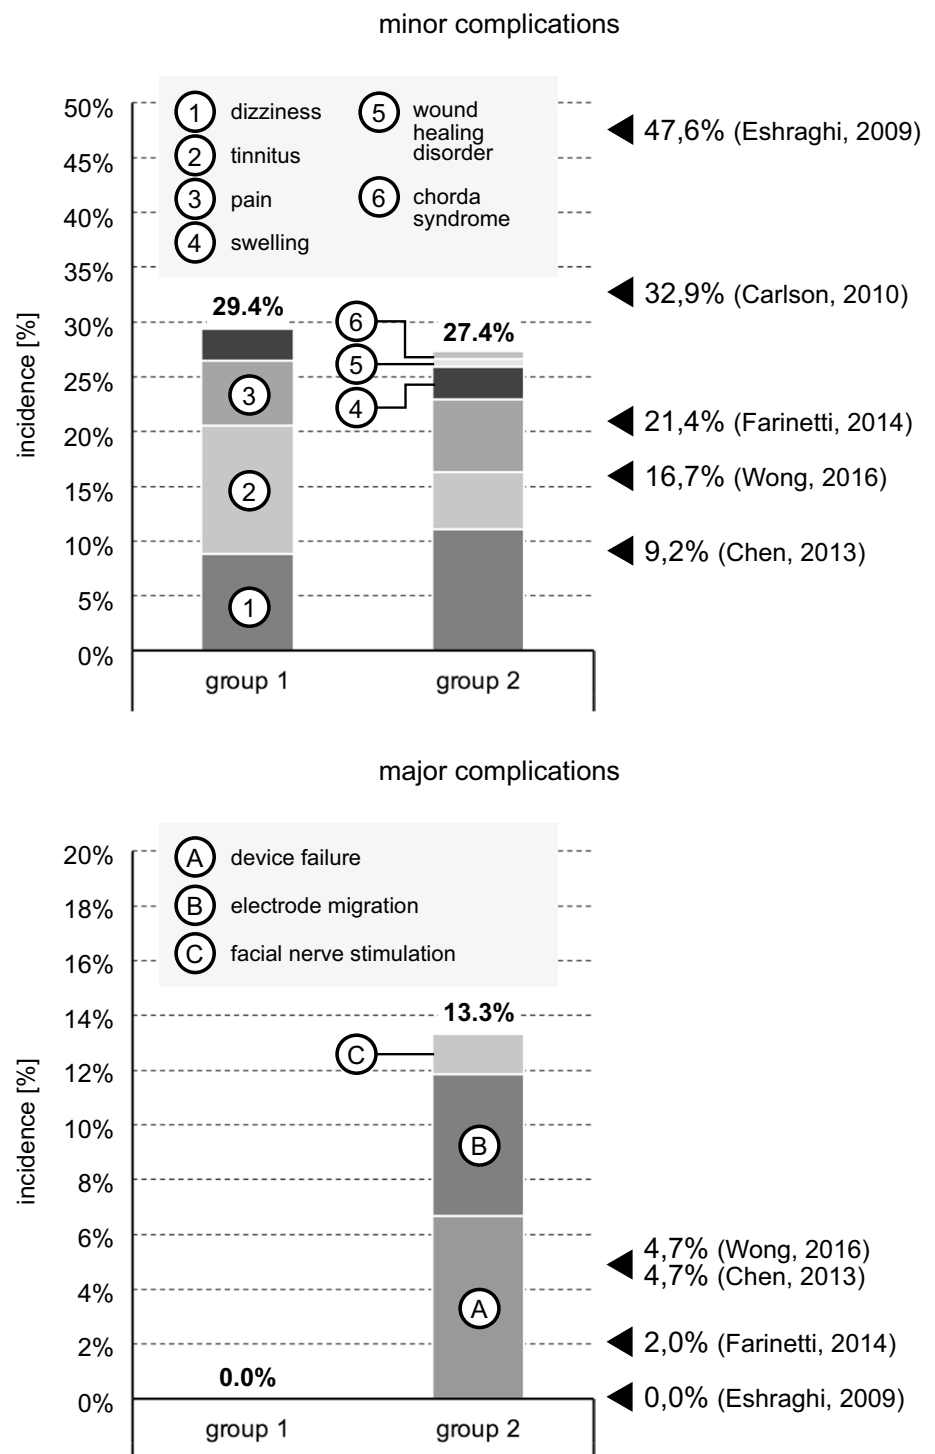 minor complications
50%
45%
40%
35%
30%
25%
20%
15%
10%
5%
0%
incidence [%]
1 dizziness
2 tinnitus
3 pain
4 swelling
5 wound
healing
disorder
6 chorda
syndrome
29.4%
27.4%
3
2
1
6
5
4
group 1
group 2
47,6% (Eshraghi, 2009)
32,9% (Carlson, 2010)
21,4% (Farinetti, 2014)
16,7% (Wong, 2016)
9,2% (Chen, 2013)
major complications
20%
18%
16%
14%
12%
10%
8%
6%
4%
2%
0%
incidence [%]
A device failure
B electrode migration
C facial nerve stimulation
13.3%
C
B
A
0.0%
group 1
group 2
4,7% (Wong, 2016)
4,7% (Chen, 2013)
2,0% (Farinetti, 2014)
0,0% (Eshraghi, 2009)